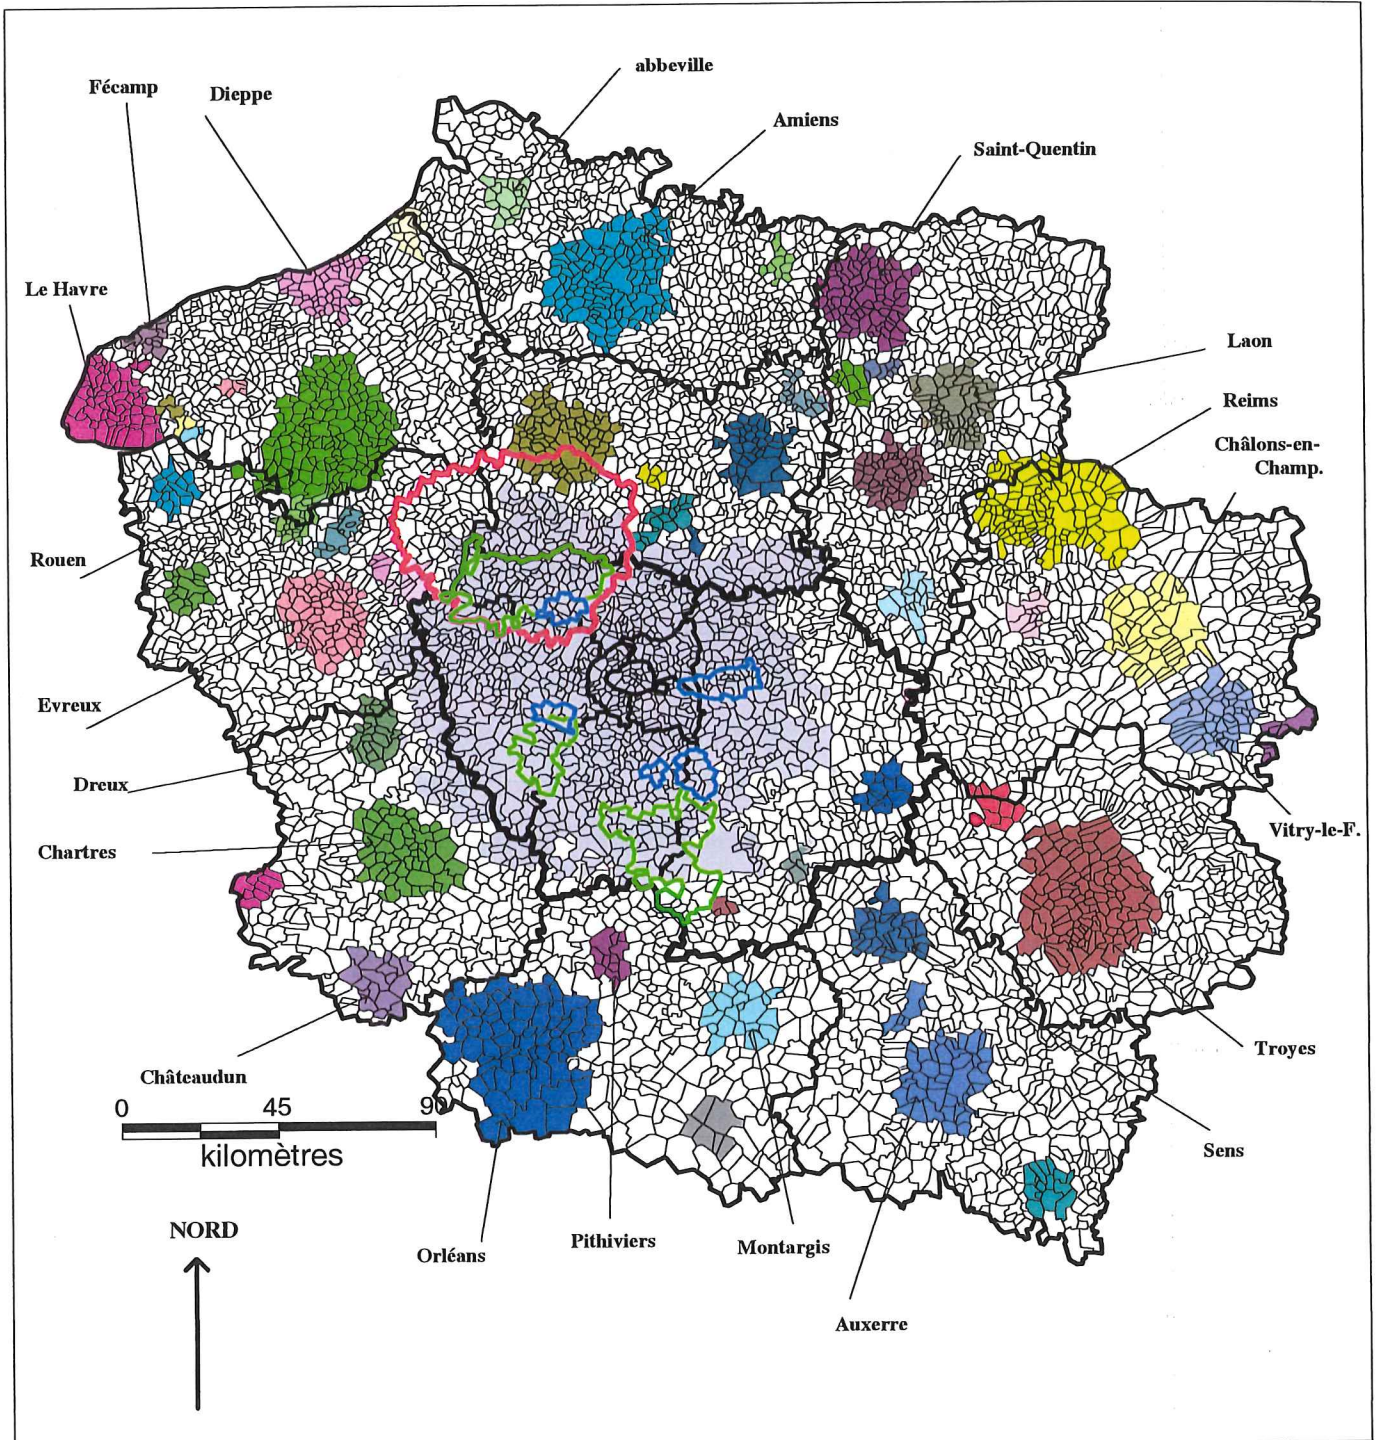 abbeville
Fécamp
Dieppe
Amiens
Saint-Quentin
Le Havre
Laon
Reims
Châlons-en-
Champ.
Rouen
Evreux
Dreux
Vitry-le-F.
Chartres
Troyes
Châteaudun
0 45 90
kilomètres
Sens
NORD
Orléans
Pithiviers
Montargis
Auxerre